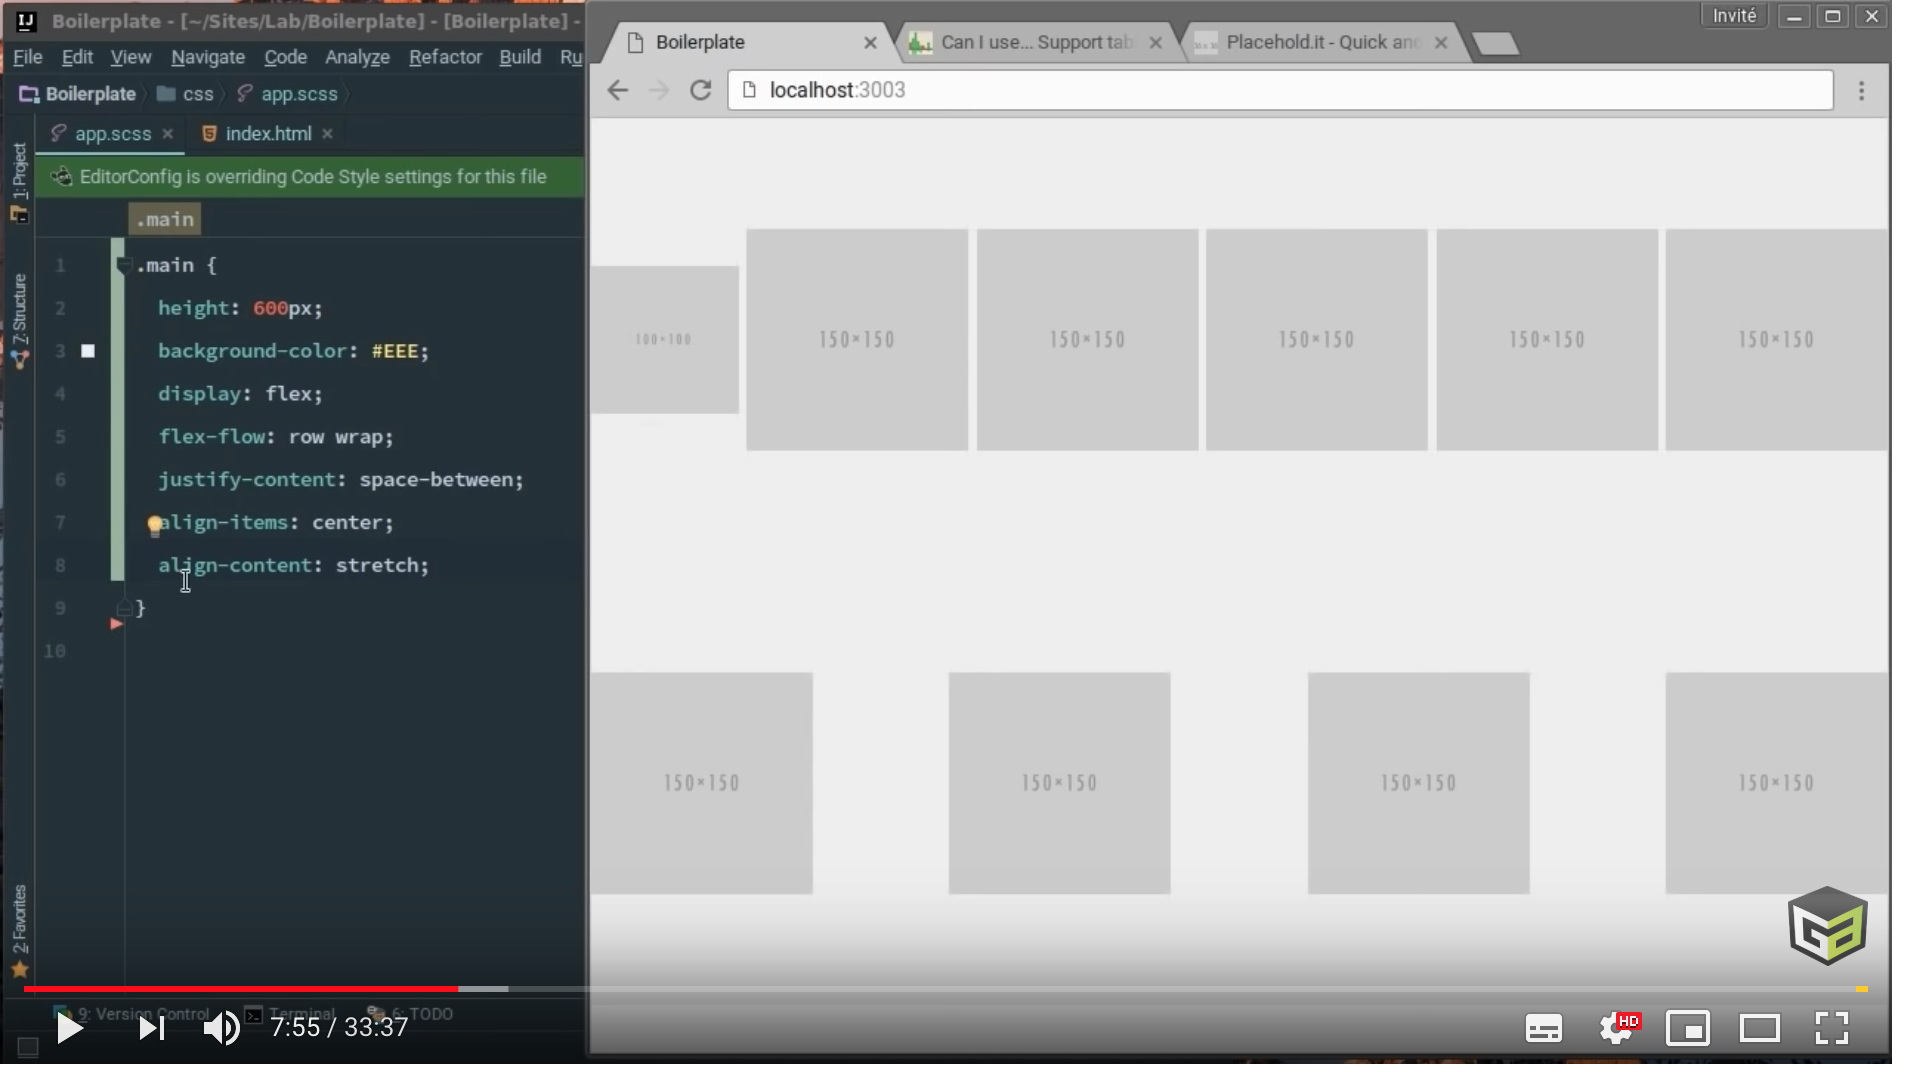 Boilerplate - [~/Sites/Lab/Boilerplate] - [Boilerplate] -
File Edit View Navigate Code Analyze Refactor Build Ru
Boilerplate css app.scss
app.scss index.html
EditorConfig is overriding Code Style settings for this file
.main
1 .main {
2 height: 600px;
3 background-color: #EEE;
4 display: flex;
5 flex-flow: row wrap;
6 justify-content: space-between;
7 align-items: center;
8 align-content: stretch;
9 }
10
1: Project
7: Structure
2: Favorites
9: Version Control Terminal 6: TODO
Invité
Boilerplate Can I use... Support tab Placehold.it - Quick and
localhost:3003
100×100 150×150 150×150 150×150 150×150 150×150
150×150 150×150 150×150 150×150
7:55 / 33:37
HD